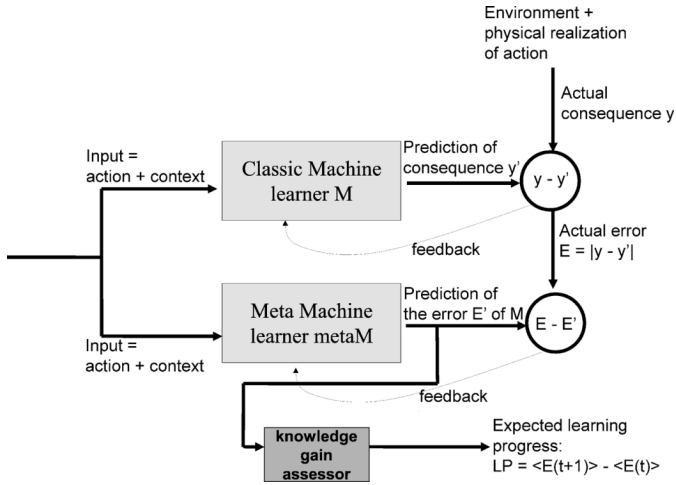 Environment +
physical realization
of action
Actual
consequence y
Input =
action + context
Classic Machine
learner M
Prediction of
consequence y'
y - y'
feedback
Actual error
E = |y - y'|
Meta Machine
learner metaM
Prediction of
the error E' of M
E - E'
Input =
action + context
feedback
knowledge
gain
assessor
Expected learning
progress:
LP = <E(t+1)> - <E(t)>